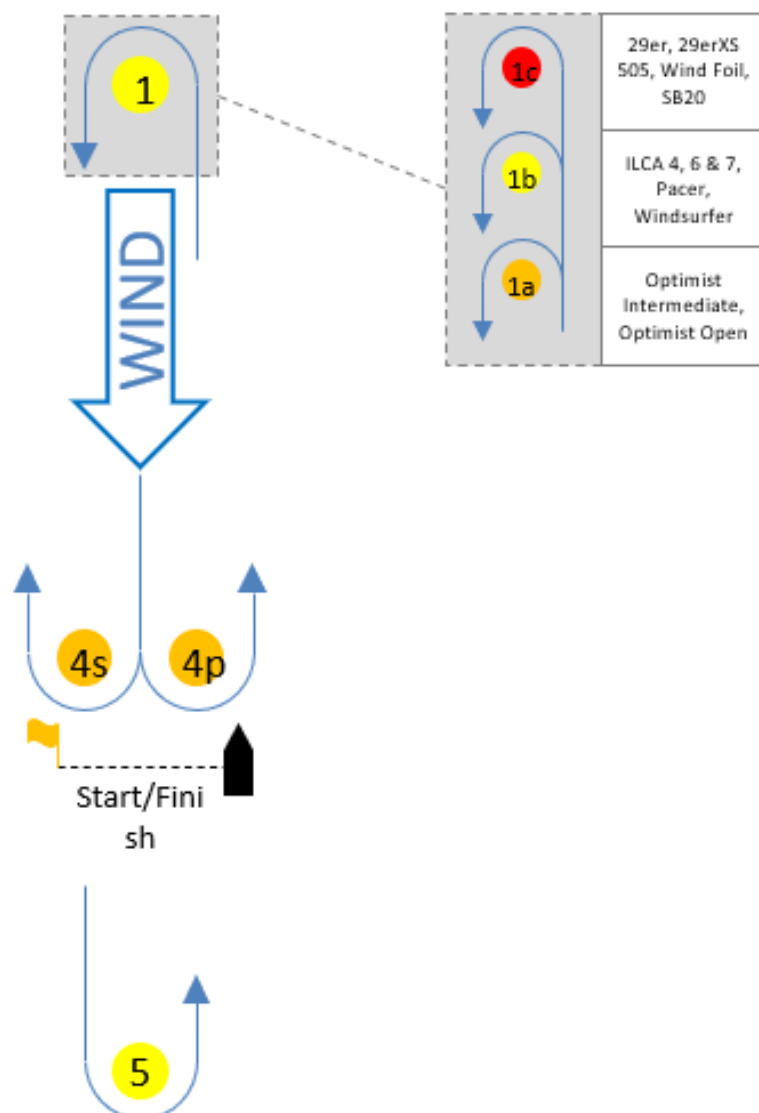 1
1c
29er, 29erXS
505, Wind Foil,
SB20
1b
ILCA 4, 6 & 7,
Pacer,
Windsurfer
1a
Optimist
Intermediate,
Optimist Open
WIND
4s
4p
Start/Fini
sh
5